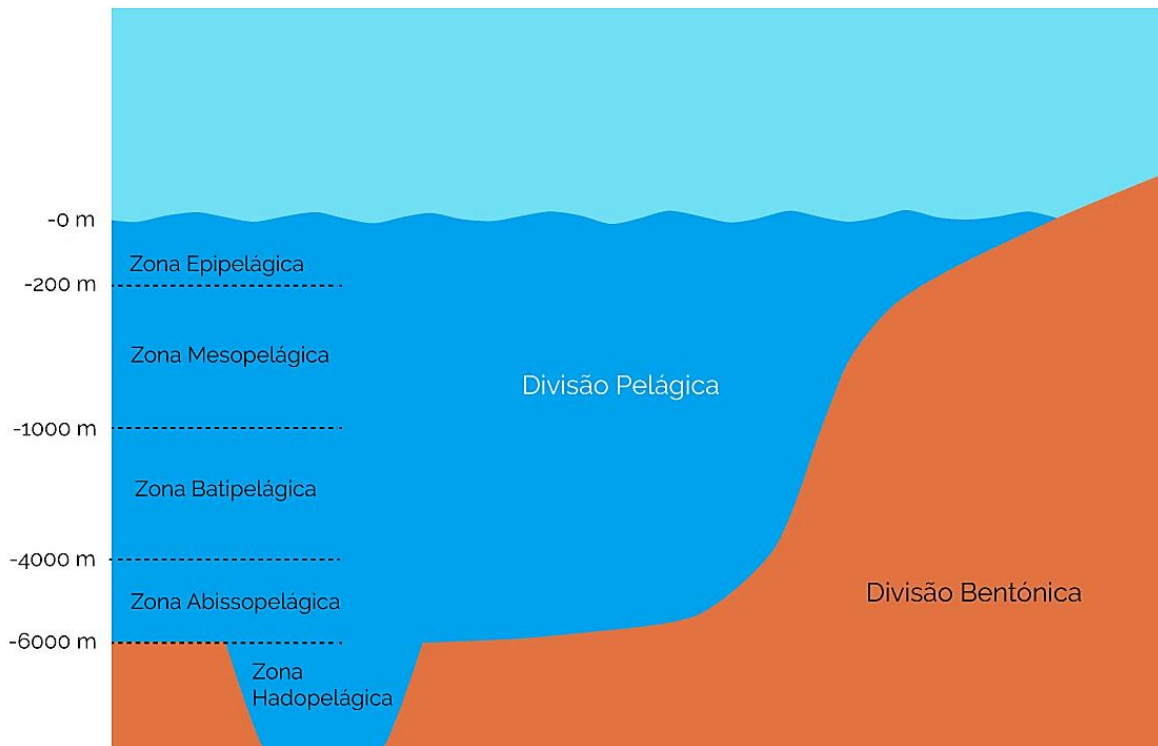 -0 m
Zona Epipelágica
-200 m
Zona Mesopelágica
Divisão Pelágica
-1000 m
Zona Batipelágica
-4000 m
Zona Abissopelágica
Divisão Bentónica
-6000 m
Zona
Hadopelágica